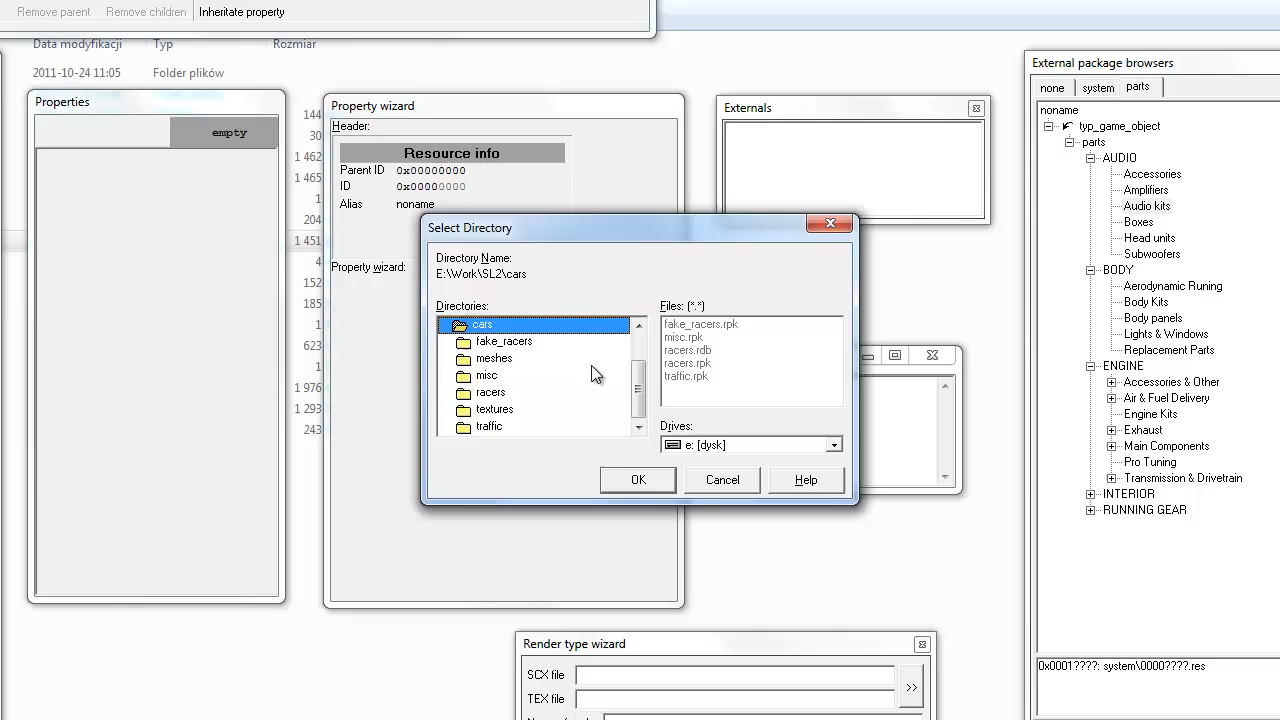 Remove parent Remove children Inheritate property
Data modyfikacji Typ Rozmiar
2011-10-24 11:05 Folder plików
Properties
empty
144
30
1 462
1 465
1
204
1 451
4
152
185
1
623
1
1 976
1 293
243
Property wizard
Header:
Resource info
Parent ID 0x00000000
ID 0x00000000
Alias noname
Property wizard:
Externals
Select Directory
Directory Name:
E:\Work\SL2\cars
Directories:
cars
fake_racers
meshes
misc
racers
textures
traffic
Files: (*.*)
fake_racers.rpk
misc.rpk
racers.rdb
racers.rpk
traffic.rpk
Drives:
e: [dysk]
OK Cancel Help
Render type wizard
SCX file
>>
TEX file
External package browsers
none system parts
noname
typ_game_object
parts
AUDIO
Accessories
Amplifiers
Audio kits
Boxes
Head units
Subwoofers
BODY
Aerodynamic Runing
Body Kits
Body panels
Lights & Windows
Replacement Parts
ENGINE
Accessories & Other
Air & Fuel Delivery
Engine Kits
Exhaust
Main Components
Pro Tuning
Transmission & Drivetrain
INTERIOR
RUNNING GEAR
0x0001????: system\0000????.res